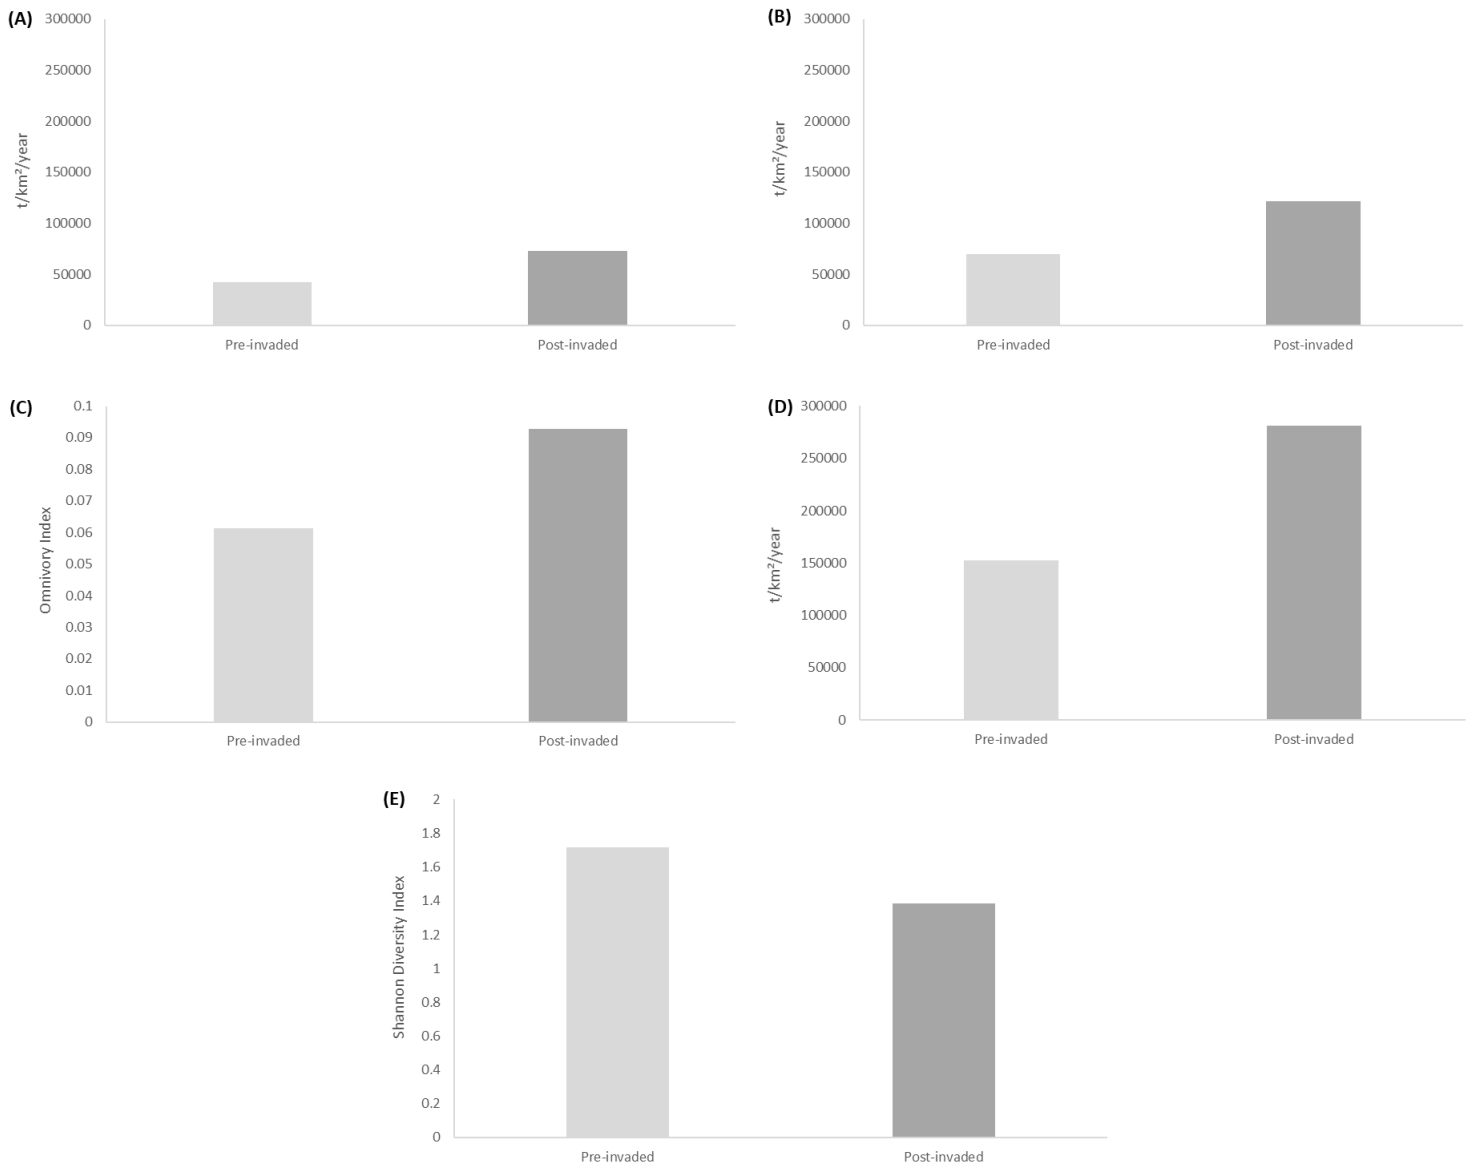 (A)
300000
250000
200000
150000
100000
50000
0
t/km²/year
Pre-invaded
Post-invaded
(B)
300000
250000
200000
150000
100000
50000
0
t/km²/year
Pre-invaded
Post-invaded
(C)
0.1
0.09
0.08
0.07
0.06
0.05
0.04
0.03
0.02
0.01
0
Omnivory Index
Pre-invaded
Post-invaded
(D)
300000
250000
200000
150000
100000
50000
0
t/km²/year
Pre-invaded
Post-invaded
(E)
2
1.8
1.6
1.4
1.2
1
0.8
0.6
0.4
0.2
0
Shannon Diversity Index
Pre-invaded
Post-invaded